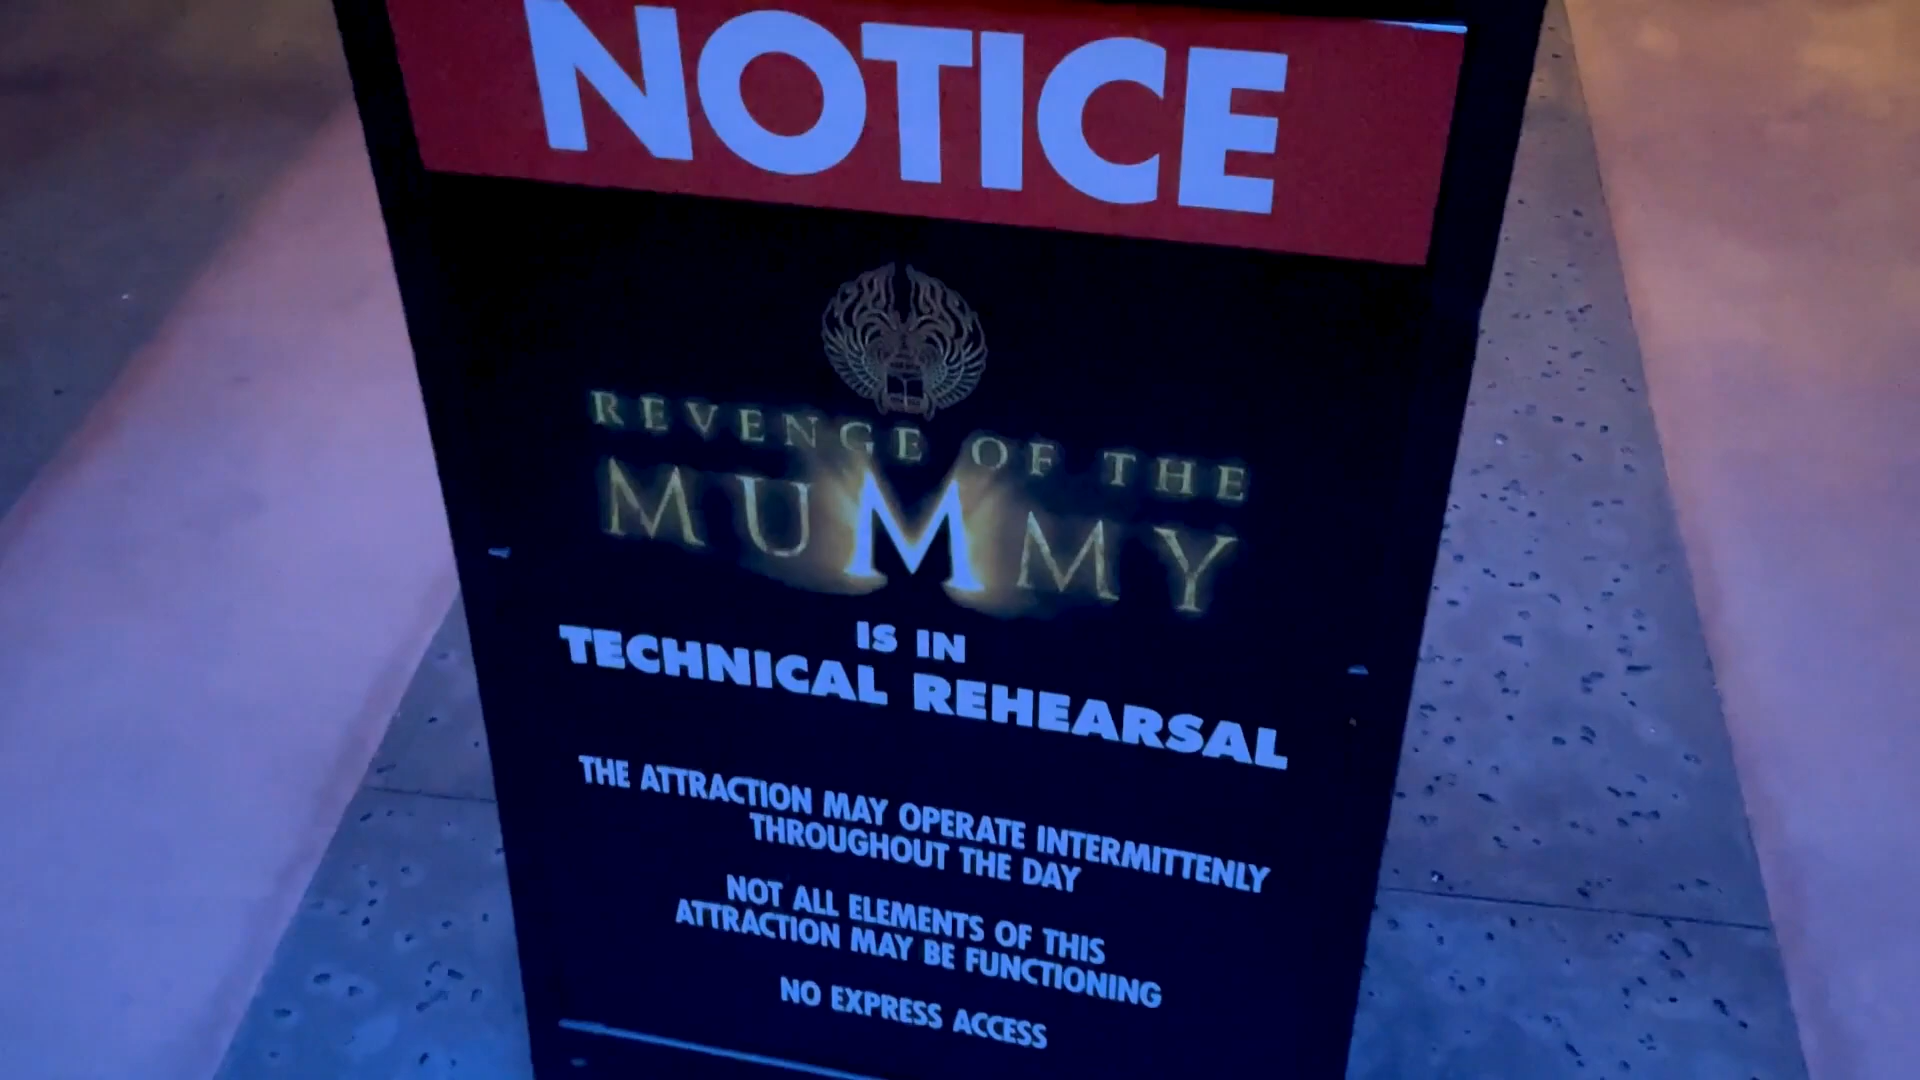 NOTICE
REVENGE OF THE
MUMMY
IS IN
TECHNICAL REHEARSAL
THE ATTRACTION MAY OPERATE INTERMITTENLY
THROUGHOUT THE DAY
NOT ALL ELEMENTS OF THIS
ATTRACTION MAY BE FUNCTIONING
NO EXPRESS ACCESS